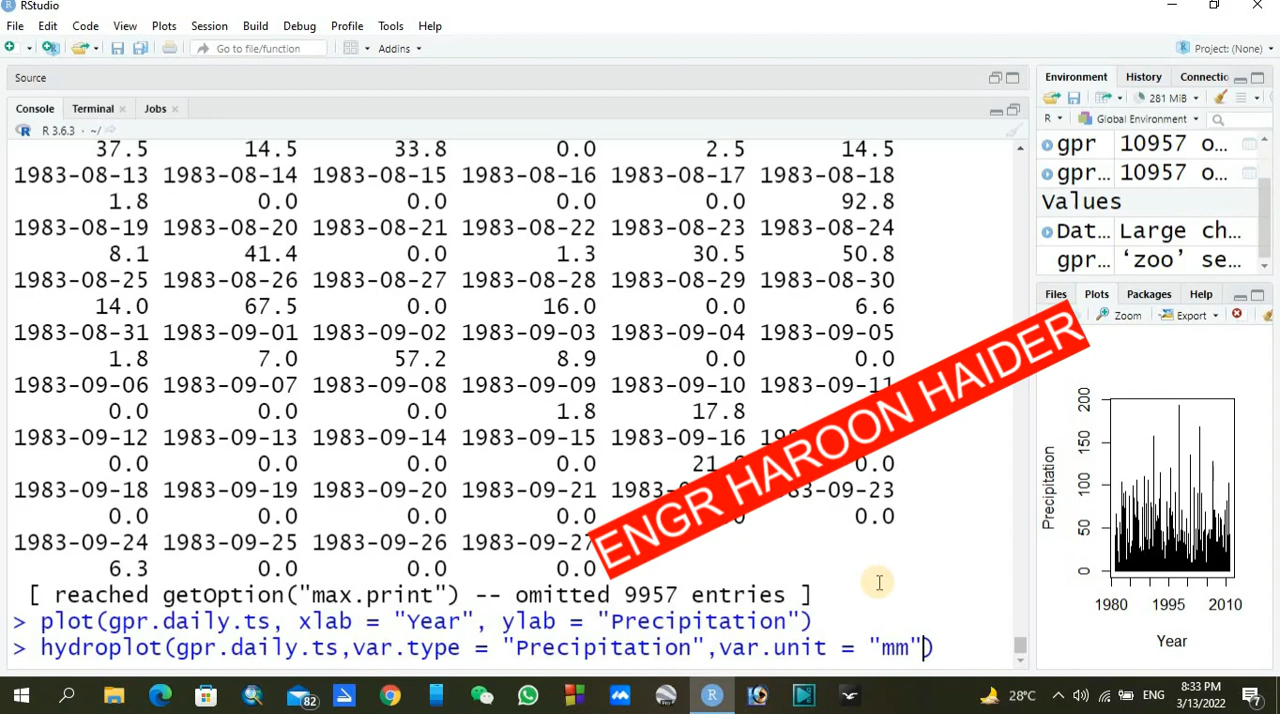 RStudio
File Edit Code View Plots Session Build Debug Profile Tools Help
Go to file/function Addins Project: (None)
Source
Console Terminal Jobs
R 3.6.3 · ~/
37.5 14.5 33.8 0.0 2.5 14.5
1983-08-13 1983-08-14 1983-08-15 1983-08-16 1983-08-17 1983-08-18
1.8 0.0 0.0 0.0 0.0 92.8
1983-08-19 1983-08-20 1983-08-21 1983-08-22 1983-08-23 1983-08-24
8.1 41.4 0.0 1.3 30.5 50.8
1983-08-25 1983-08-26 1983-08-27 1983-08-28 1983-08-29 1983-08-30
14.0 67.5 0.0 16.0 0.0 6.6
1983-08-31 1983-09-01 1983-09-02 1983-09-03 1983-09-04 1983-09-05
1.8 7.0 57.2 8.9 0.0 0.0
1983-09-06 1983-09-07 1983-09-08 1983-09-09 1983-09-10 1983-09-11
0.0 0.0 0.0 1.8 17.8
1983-09-12 1983-09-13 1983-09-14 1983-09-15 1983-09-16
0.0 0.0 0.0 0.0 0.0
1983-09-18 1983-09-19 1983-09-20 1983-09-21
0.0 0.0 0.0 0.0 0.0
1983-09-24 1983-09-25 1983-09-26
6.3 0.0 0.0 0.0
[ reached getOption("max.print") -- omitted 9957 entries ]
> plot(gpr.daily.ts, xlab = "Year", ylab = "Precipitation")
> hydroplot(gpr.daily.ts,var.type = "Precipitation",var.unit = "mm")
ENGR HAROON HAIDER
Environment History Connectio
281 MiB
R Global Environment
gpr 10957 o...
gpr... 10957 o...
Values
Dat... Large ch...
gpr... ‘zoo’ se...
Files Plots Packages Help
Zoom Export
Precipitation
200
150
100
50
0
1980 1995 2010
Year
82
28°C ENG 8:33 PM
3/13/2022
7